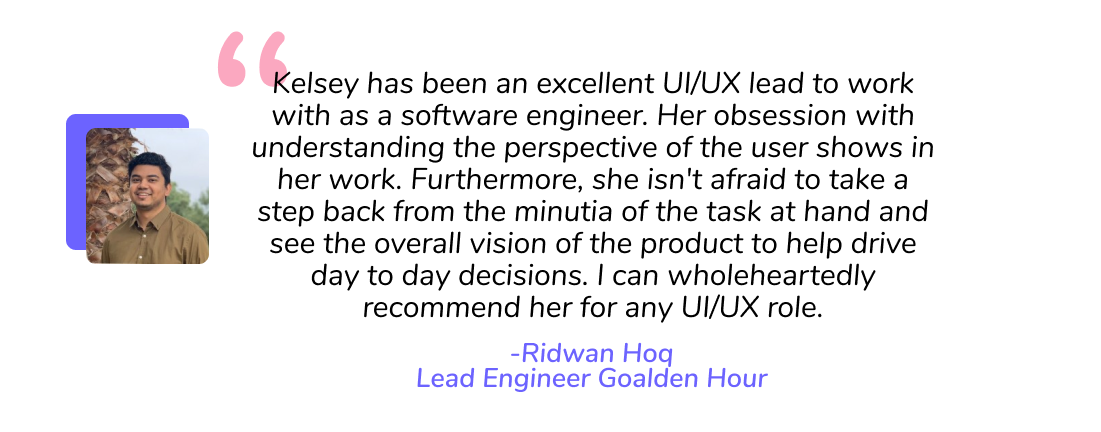 “
Kelsey has been an excellent UI/UX lead to work
with as a software engineer. Her obsession with
understanding the perspective of the user shows in
her work. Furthermore, she isn't afraid to take a
step back from the minutia of the task at hand and
see the overall vision of the product to help drive
day to day decisions. I can wholeheartedly
recommend her for any UI/UX role.
-Ridwan Hoq
Lead Engineer Goalden Hour